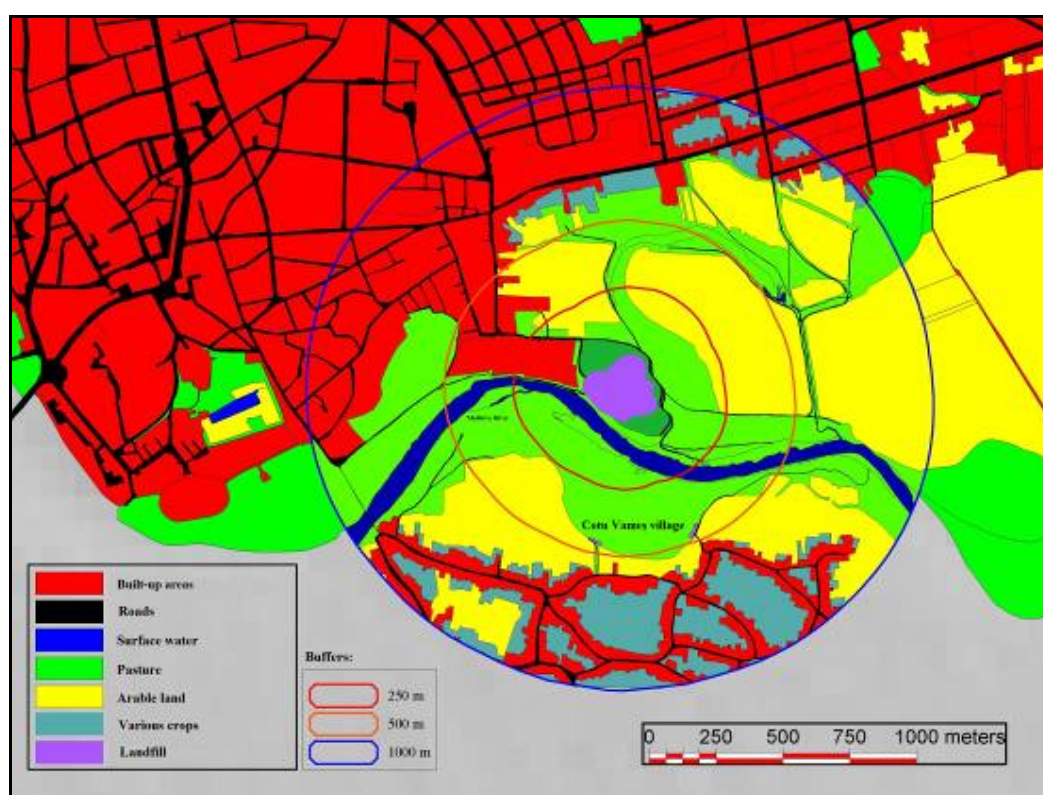 Cotu Vames village
Built-up areas
Roads
Surface water
Pasture
Arable land
Various crops
Landfill
Buffers:
250 m
500 m
1000 m
0 250 500 750 1000 meters